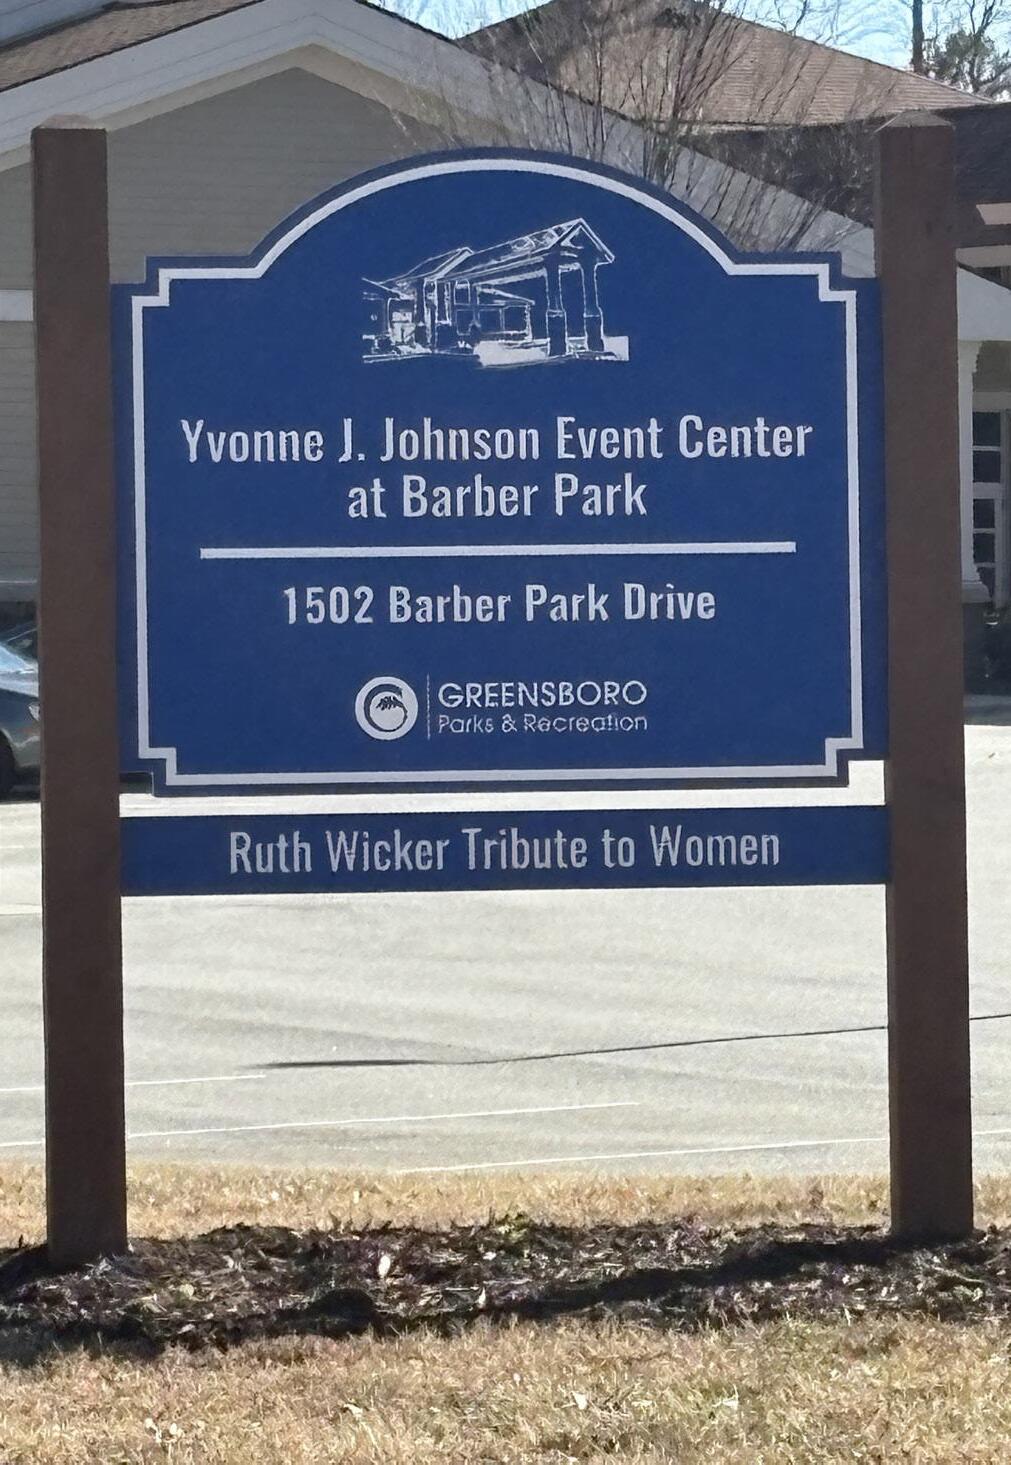 Yvonne J. Johnson Event Center
at Barber Park
1502 Barber Park Drive
GREENSBORO
Parks & Recreation
Ruth Wicker Tribute to Women